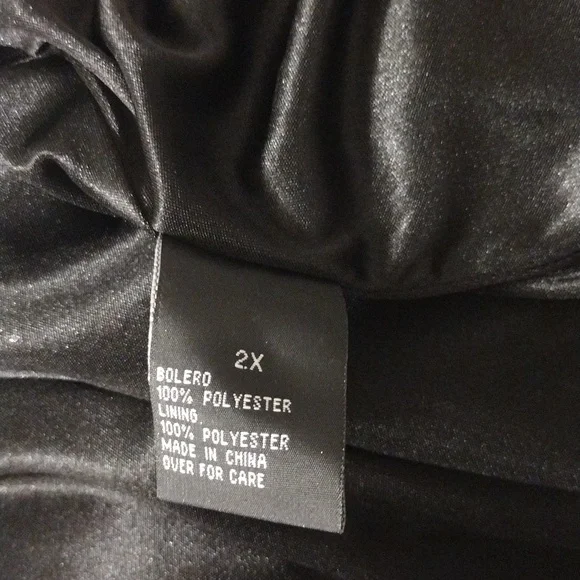 2X
BOLERO
100% POLYESTER
LINING.
100% POLYESTER
MADE IN CHINA
OVER FOR CARE